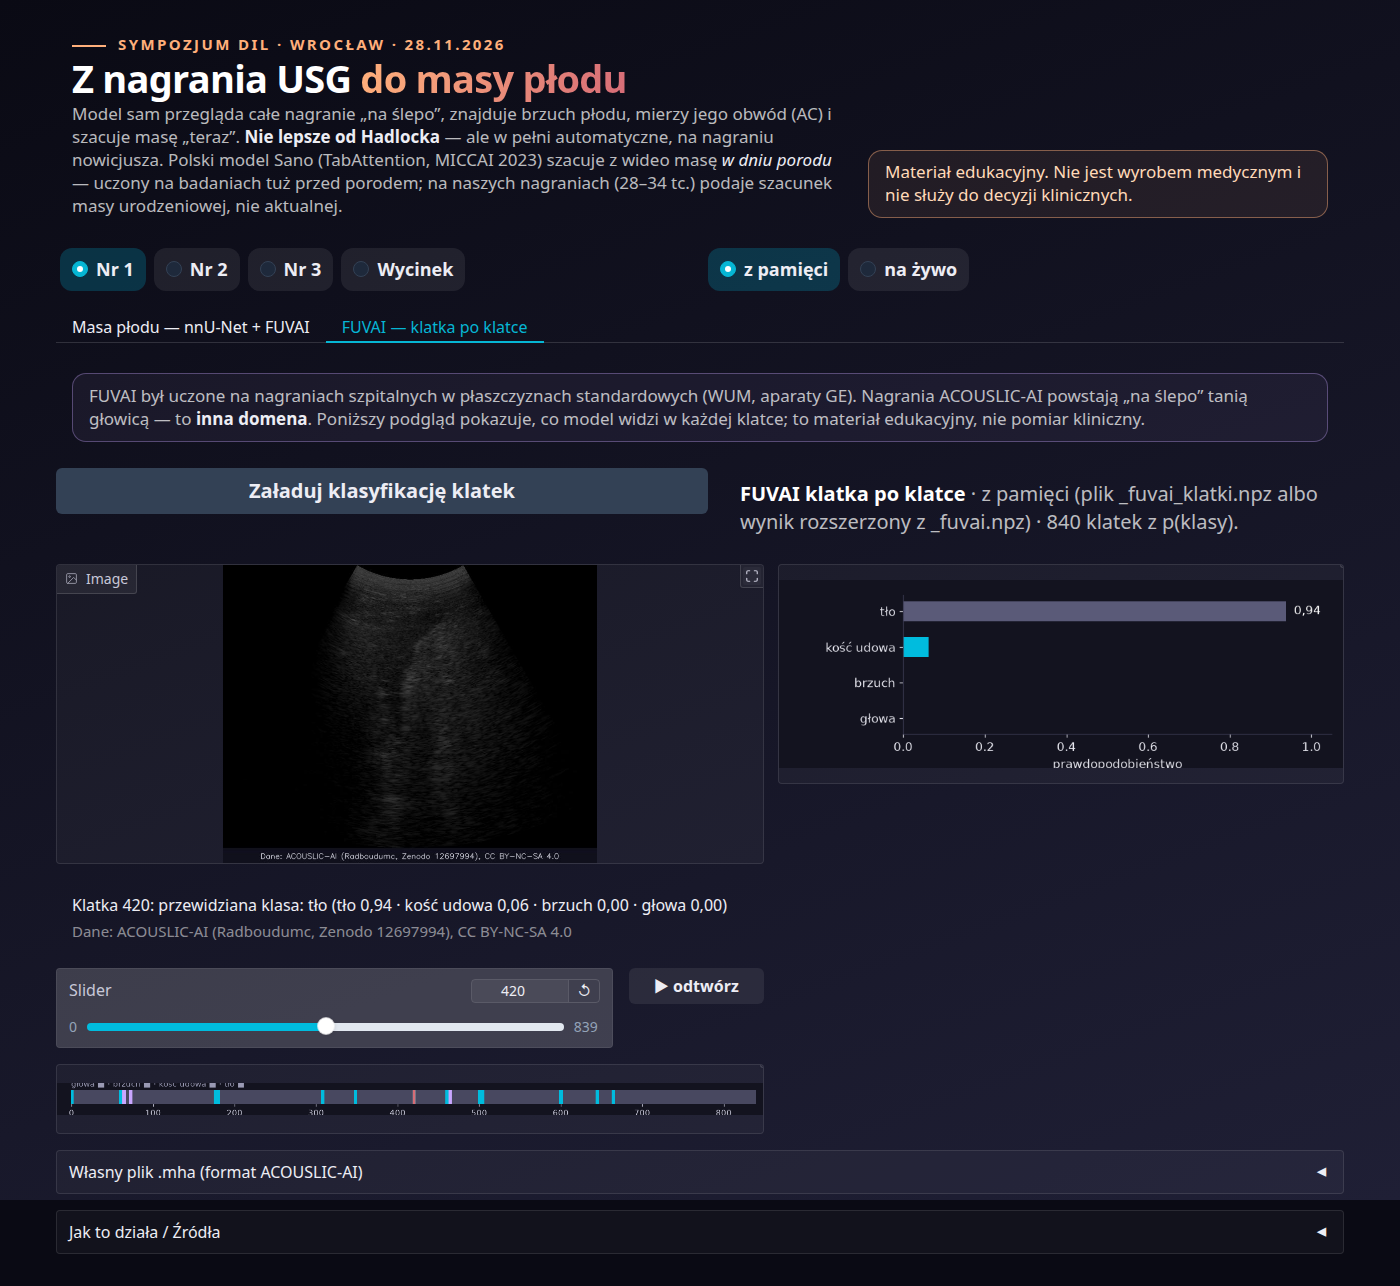 SYMPOZJUM DIL · WROCŁAW · 28.11.2026
Z nagrania USG do masy płodu
Model sam przegląda całe nagranie „na ślepo”, znajduje brzuch płodu, mierzy jego obwód (AC) i
szacuje masę „teraz”. Nie lepsze od Hadlocka — ale w pełni automatyczne, na nagraniu
nowicjusza. Polski model Sano (TabAttention, MICCAI 2023) szacuje z wideo masę w dniu porodu
— uczony na badaniach tuż przed porodem; na naszych nagraniach (28–34 tc.) podaje szacunek
masy urodzeniowej, nie aktualnej.
Materiał edukacyjny. Nie jest wyrobem medycznym i
nie służy do decyzji klinicznych.
Nr 1 Nr 2 Nr 3 Wycinek z pamięci na żywo
Masa płodu — nnU-Net + FUVAI FUVAI — klatka po klatce
FUVAI był uczone na nagraniach szpitalnych w płaszczyznach standardowych (WUM, aparaty GE). Nagrania ACOUSLIC-AI powstają „na ślepo” tanią
głowicą — to inna domena. Poniższy podgląd pokazuje, co model widzi w każdej klatce; to materiał edukacyjny, nie pomiar kliniczny.
Załaduj klasyfikację klatek
FUVAI klatka po klatce · z pamięci (plik _fuvai_klatki.npz albo
wynik rozszerzony z _fuvai.npz) · 840 klatek z p(klasy).
Image
Dane: ACOUSLIC-AI (Radboudumc, Zenodo 12697994), CC BY-NC-SA 4.0
tło 0,94
kość udowa
brzuch
głowa
0.0 0.2 0.4 0.6 0.8 1.0
prawdopodobieństwo
Klatka 420: przewidziana klasa: tło (tło 0,94 · kość udowa 0,06 · brzuch 0,00 · głowa 0,00)
Dane: ACOUSLIC-AI (Radboudumc, Zenodo 12697994), CC BY-NC-SA 4.0
Slider 420
0 839
▶ odtwórz
głowa ■ · brzuch ■ · kość udowa ■ · tło ■
0 100 200 300 400 500 600 700 800
Własny plik .mha (format ACOUSLIC-AI)
Jak to działa / Źródła